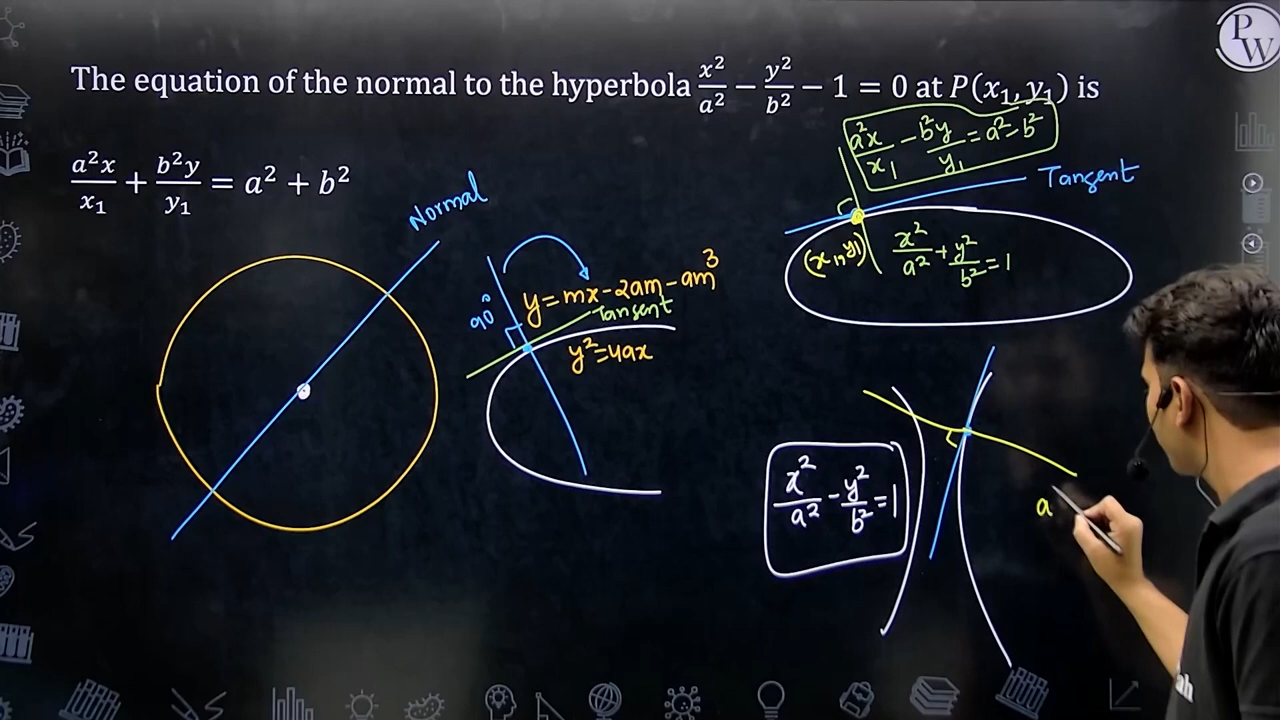 The equation of the normal to the hyperbola x²/a² − y²/b² − 1 = 0 at P(x₁, y₁) is
a²x/x₁ + b²y/y₁ = a² + b²
PW
a²x/x₁ − b²y/y₁ = a² − b²
Tangent
Normal
(x₁, y₁)
x²/a² + y²/b² = 1
90°
y = mx − 2am − am³
Tangent
y² = 4ax
x²/a² − y²/b² = 1
a
ah